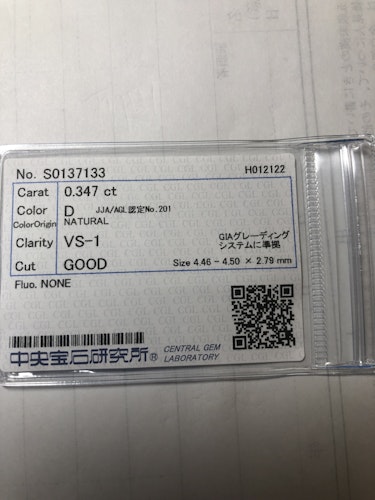 No. S0137133 H012122
Carat 0.347 ct
Color D JJA/AGL認定No.201
ColorOrigin NATURAL
Clarity VS-1 GIAグレーディング
システムに準拠
Cut GOOD Size 4.46 - 4.50 × 2.79 mm
Fluo. NONE
中央宝石研究所® CENTRAL GEM
LABORATORY